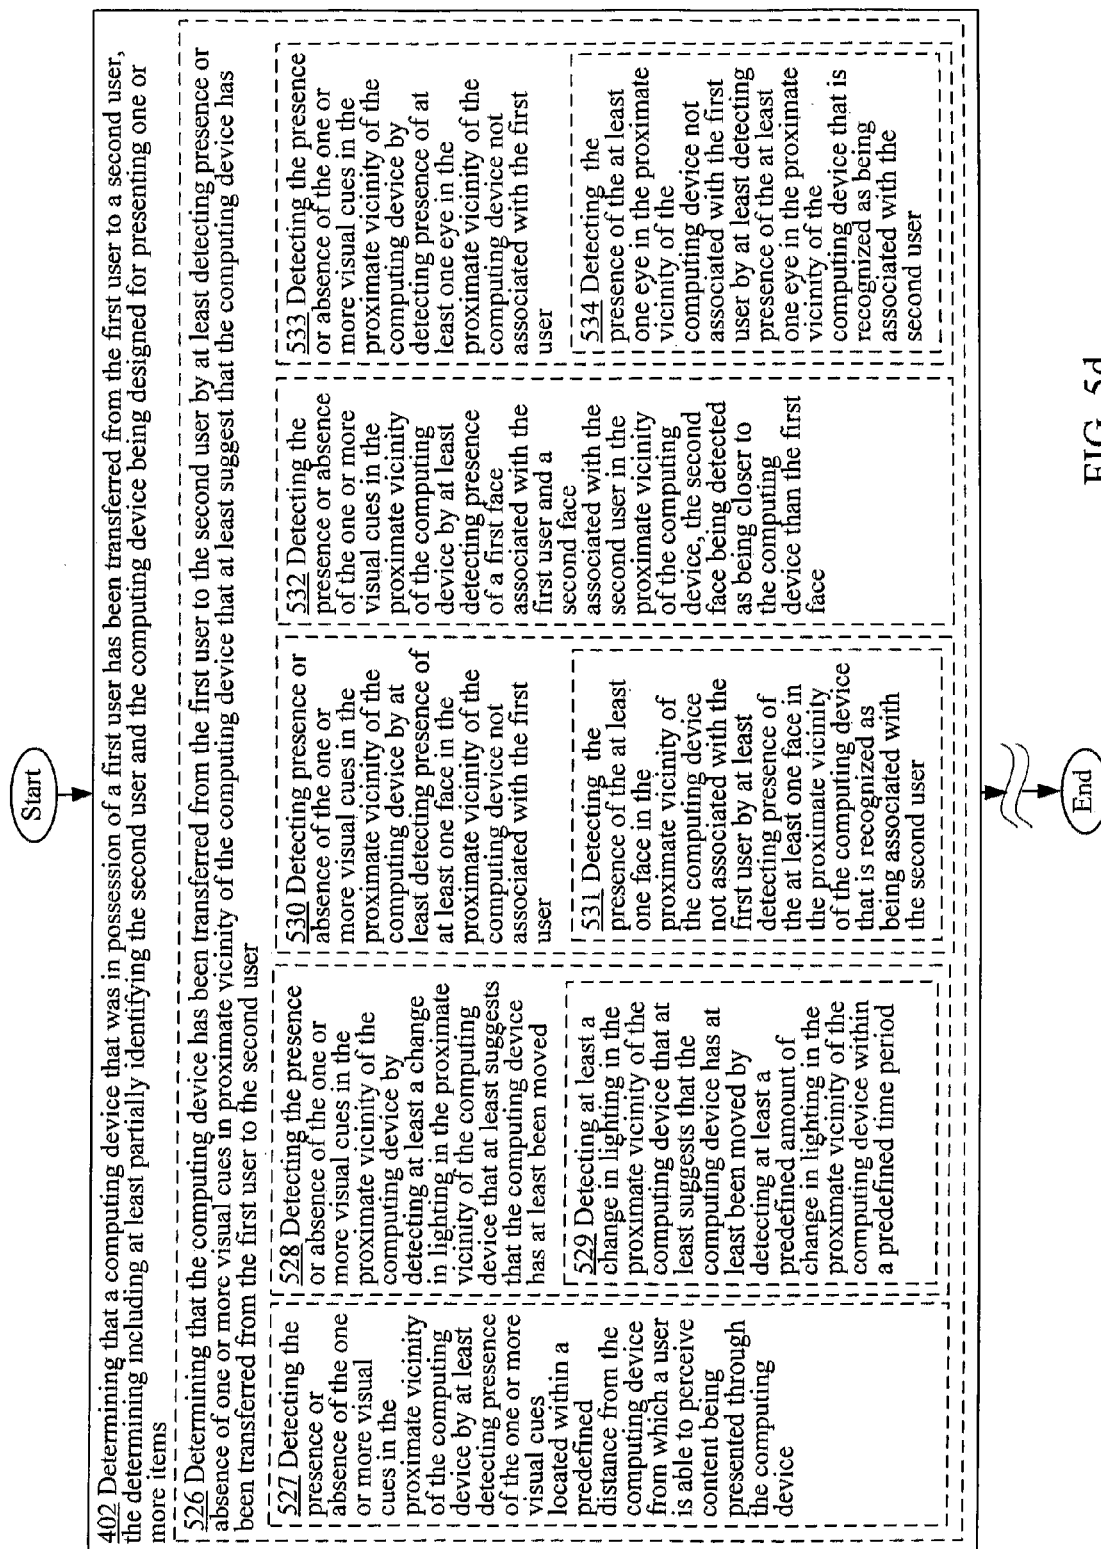 Start
402 Determining that a computing device that was in possession of a first user has been transferred from the first user to a second user,
the determining including at least partially identifying the second user and the computing device being designed for presenting one or
more items
526 Determining that the computing device has been transferred from the first user to the second user by at least detecting presence or
absence of one or more visual cues in proximate vicinity of the computing device that at least suggest that the computing device has
been transferred from the first user to the second user
527 Detecting the
presence or
absence of the one
or more visual
cues in the
proximate vicinity
of the computing
device by at least
detecting presence
of the one or more
visual cues
located within a
predefined
distance from the
computing device
from which a user
is able to perceive
content being
presented through
the computing
device
528 Detecting the presence
or absence of the one or
more visual cues in the
proximate vicinity of the
computing device by
detecting at least a change
in lighting in the proximate
vicinity of the computing
device that at least suggests
that the computing device
has at least been moved
529 Detecting at least a
change in lighting in the
proximate vicinity of the
computing device that at
least suggests that the
computing device has at
least been moved by
detecting at least a
predefined amount of
change in lighting in the
proximate vicinity of the
computing device within
a predefined time period
530 Detecting presence or
absence of the one or
more visual cues in the
proximate vicinity of the
computing device by at
least detecting presence of
at least one face in the
proximate vicinity of the
computing device not
associated with the first
user
531 Detecting the
presence of the at least
one face in the
proximate vicinity of
the computing device
not associated with the
first user by at least
detecting presence of
the at least one face in
the proximate vicinity
of the computing device
that is recognized as
being associated with
the second user
532 Detecting the
presence or absence
of the one or more
visual cues in the
proximate vicinity
of the computing
device by at least
detecting presence
of a first face
associated with the
first user and a
second face
associated with the
second user in the
proximate vicinity
of the computing
device, the second
face being detected
as being closer to
the computing
device than the first
face
533 Detecting the presence
or absence of the one or
more visual cues in the
proximate vicinity of the
computing device by
detecting presence of at
least one eye in the
proximate vicinity of the
computing device not
associated with the first
user
534 Detecting the
presence of the at least
one eye in the proximate
vicinity of the
computing device not
associated with the first
user by at least detecting
presence of the at least
one eye in the proximate
vicinity of the
computing device that is
recognized as being
associated with the
second user
End
FIG. 5d